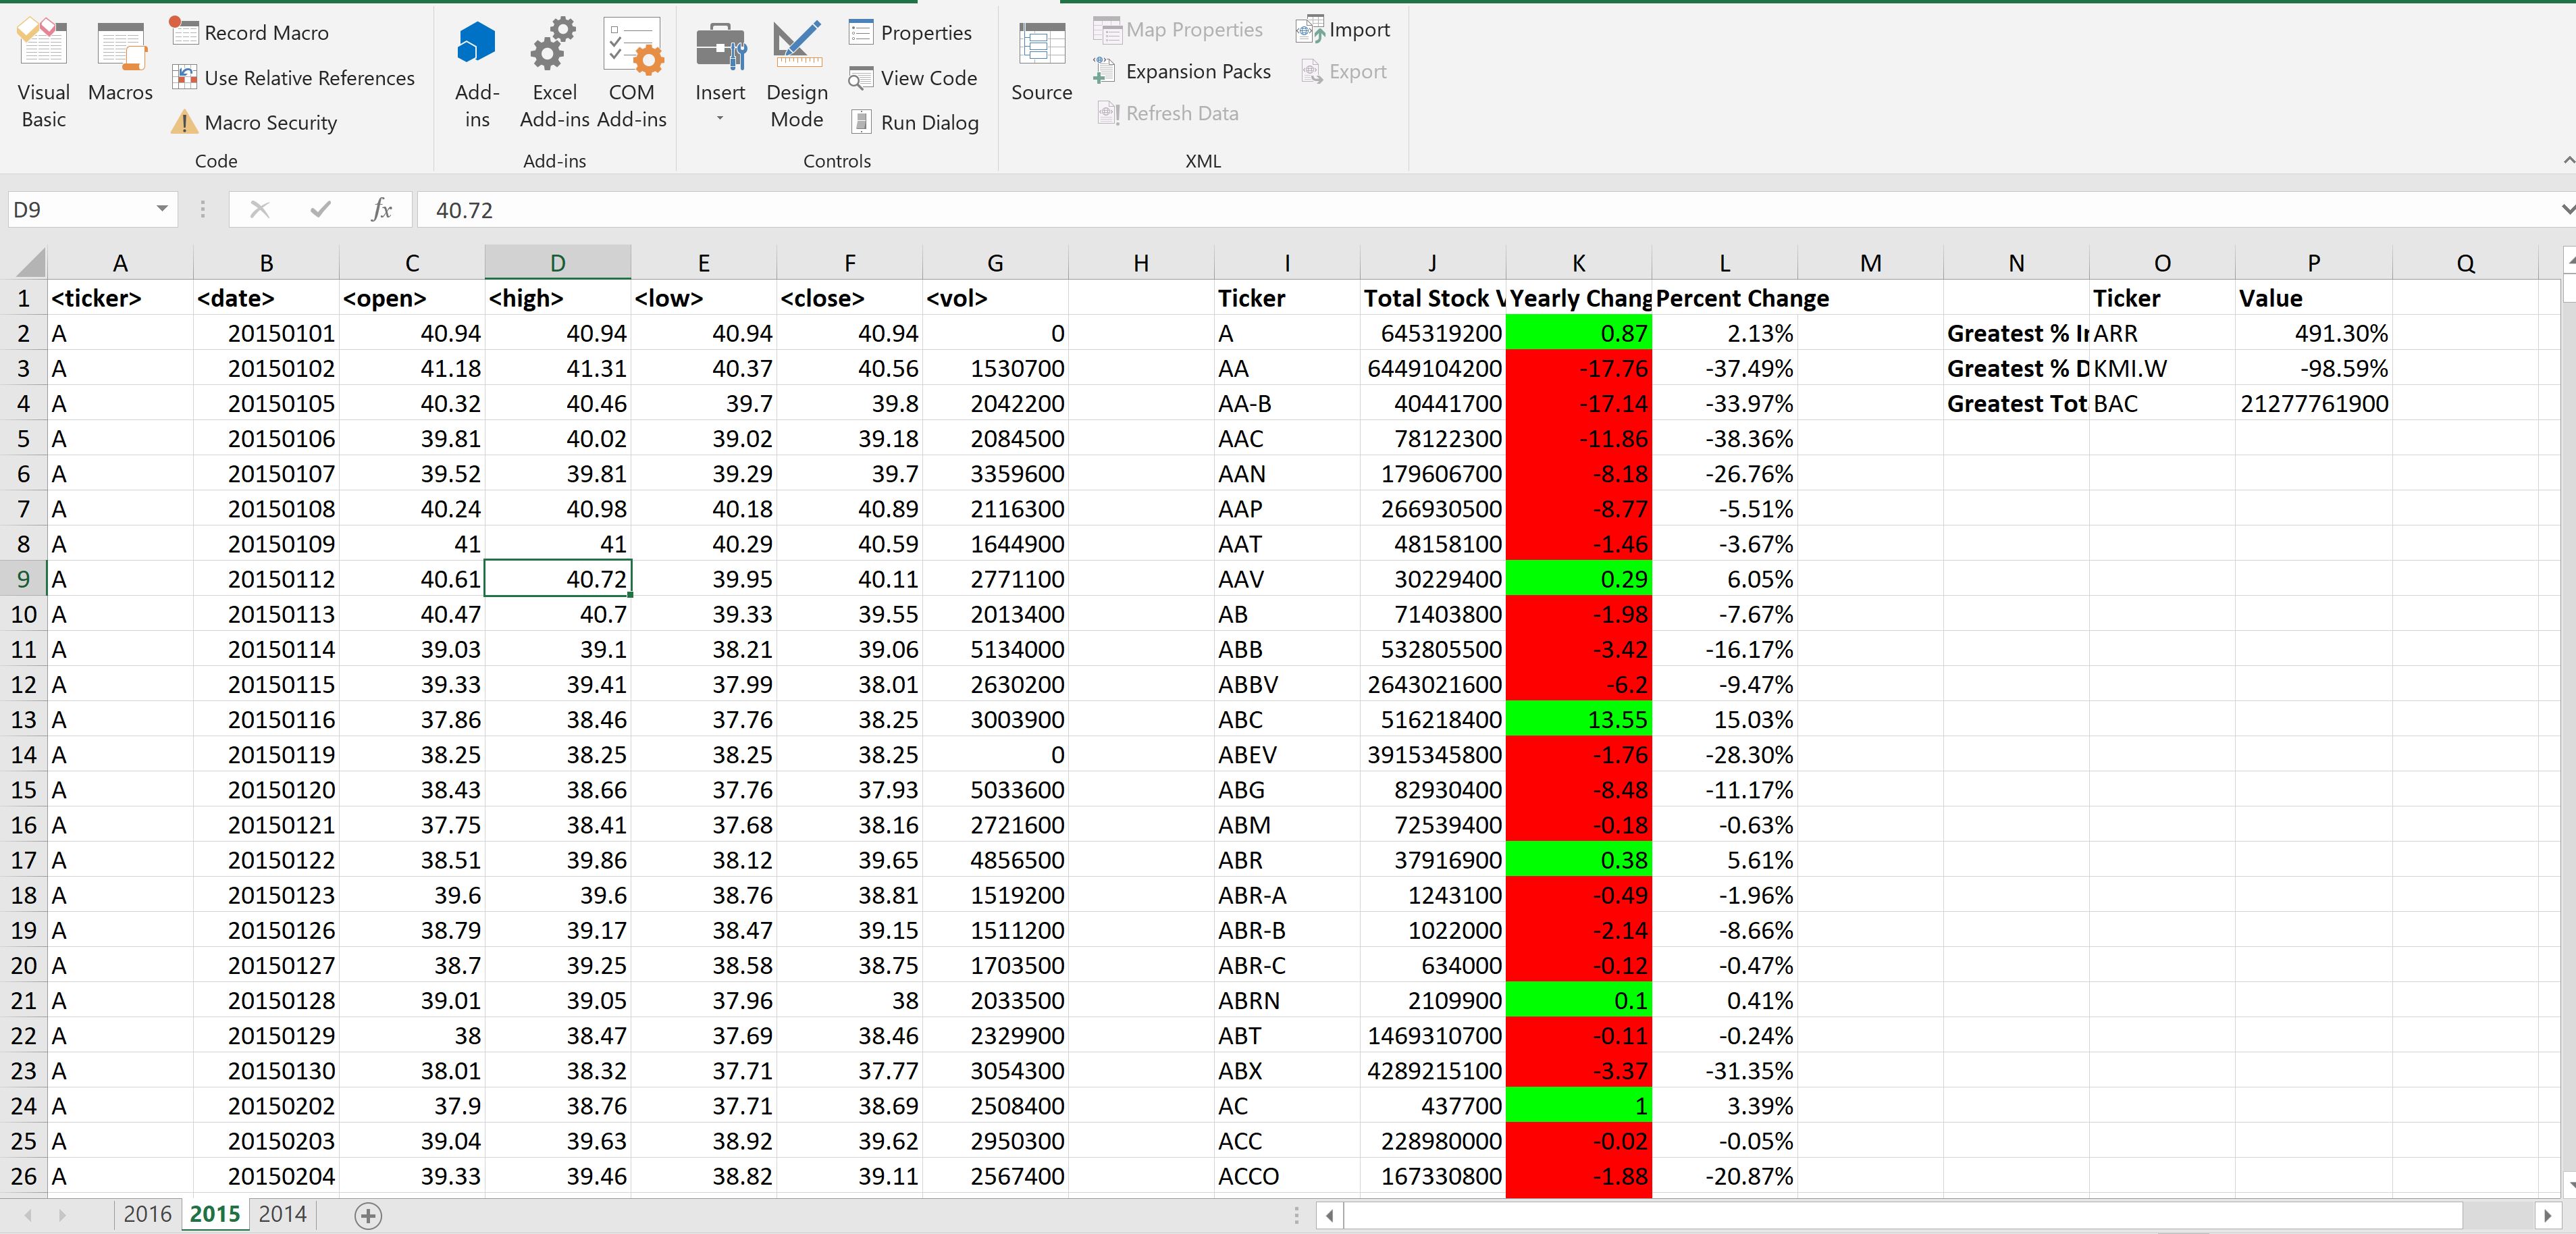 Visual Basic
Macros
Record Macro
Use Relative References
Macro Security
Code
Add-ins
Excel Add-ins
COM Add-ins
Add-ins
Insert
Design Mode
Properties
View Code
Run Dialog
Controls
Source
Map Properties
Expansion Packs
Refresh Data
Import
Export
XML
D9 fx 40.72
A B C D E F G H I J K L M N O P Q
1 <ticker> <date> <open> <high> <low> <close> <vol> Ticker Total Stock V Yearly Chang Percent Change Ticker Value
2 A 20150101 40.94 40.94 40.94 40.94 0 A 645319200 0.87 2.13% Greatest % Ir ARR 491.30%
3 A 20150102 41.18 41.31 40.37 40.56 1530700 AA 6449104200 -17.76 -37.49% Greatest % D KMI.W -98.59%
4 A 20150105 40.32 40.46 39.7 39.8 2042200 AA-B 40441700 -17.14 -33.97% Greatest Tot BAC 21277761900
5 A 20150106 39.81 40.02 39.02 39.18 2084500 AAC 78122300 -11.86 -38.36%
6 A 20150107 39.52 39.81 39.29 39.7 3359600 AAN 179606700 -8.18 -26.76%
7 A 20150108 40.24 40.98 40.18 40.89 2116300 AAP 266930500 -8.77 -5.51%
8 A 20150109 41 41 40.29 40.59 1644900 AAT 48158100 -1.46 -3.67%
9 A 20150112 40.61 40.72 39.95 40.11 2771100 AAV 30229400 0.29 6.05%
10 A 20150113 40.47 40.7 39.33 39.55 2013400 AB 71403800 -1.98 -7.67%
11 A 20150114 39.03 39.1 38.21 39.06 5134000 ABB 532805500 -3.42 -16.17%
12 A 20150115 39.33 39.41 37.99 38.01 2630200 ABBV 2643021600 -6.2 -9.47%
13 A 20150116 37.86 38.46 37.76 38.25 3003900 ABC 516218400 13.55 15.03%
14 A 20150119 38.25 38.25 38.25 38.25 0 ABEV 3915345800 -1.76 -28.30%
15 A 20150120 38.43 38.66 37.76 37.93 5033600 ABG 82930400 -8.48 -11.17%
16 A 20150121 37.75 38.41 37.68 38.16 2721600 ABM 72539400 -0.18 -0.63%
17 A 20150122 38.51 39.86 38.12 39.65 4856500 ABR 37916900 0.38 5.61%
18 A 20150123 39.6 39.6 38.76 38.81 1519200 ABR-A 1243100 -0.49 -1.96%
19 A 20150126 38.79 39.17 38.47 39.15 1511200 ABR-B 1022000 -2.14 -8.66%
20 A 20150127 38.7 39.25 38.58 38.75 1703500 ABR-C 634000 -0.12 -0.47%
21 A 20150128 39.01 39.05 37.96 38 2033500 ABRN 2109900 0.1 0.41%
22 A 20150129 38 38.47 37.69 38.46 2329900 ABT 1469310700 -0.11 -0.24%
23 A 20150130 38.01 38.32 37.71 37.77 3054300 ABX 4289215100 -3.37 -31.35%
24 A 20150202 37.9 38.76 37.71 38.69 2508400 AC 437700 1 3.39%
25 A 20150203 39.04 39.63 38.92 39.62 2950300 ACC 228980000 -0.02 -0.05%
26 A 20150204 39.33 39.46 38.82 39.11 2567400 ACCO 167330800 -1.88 -20.87%
2016 2015 2014